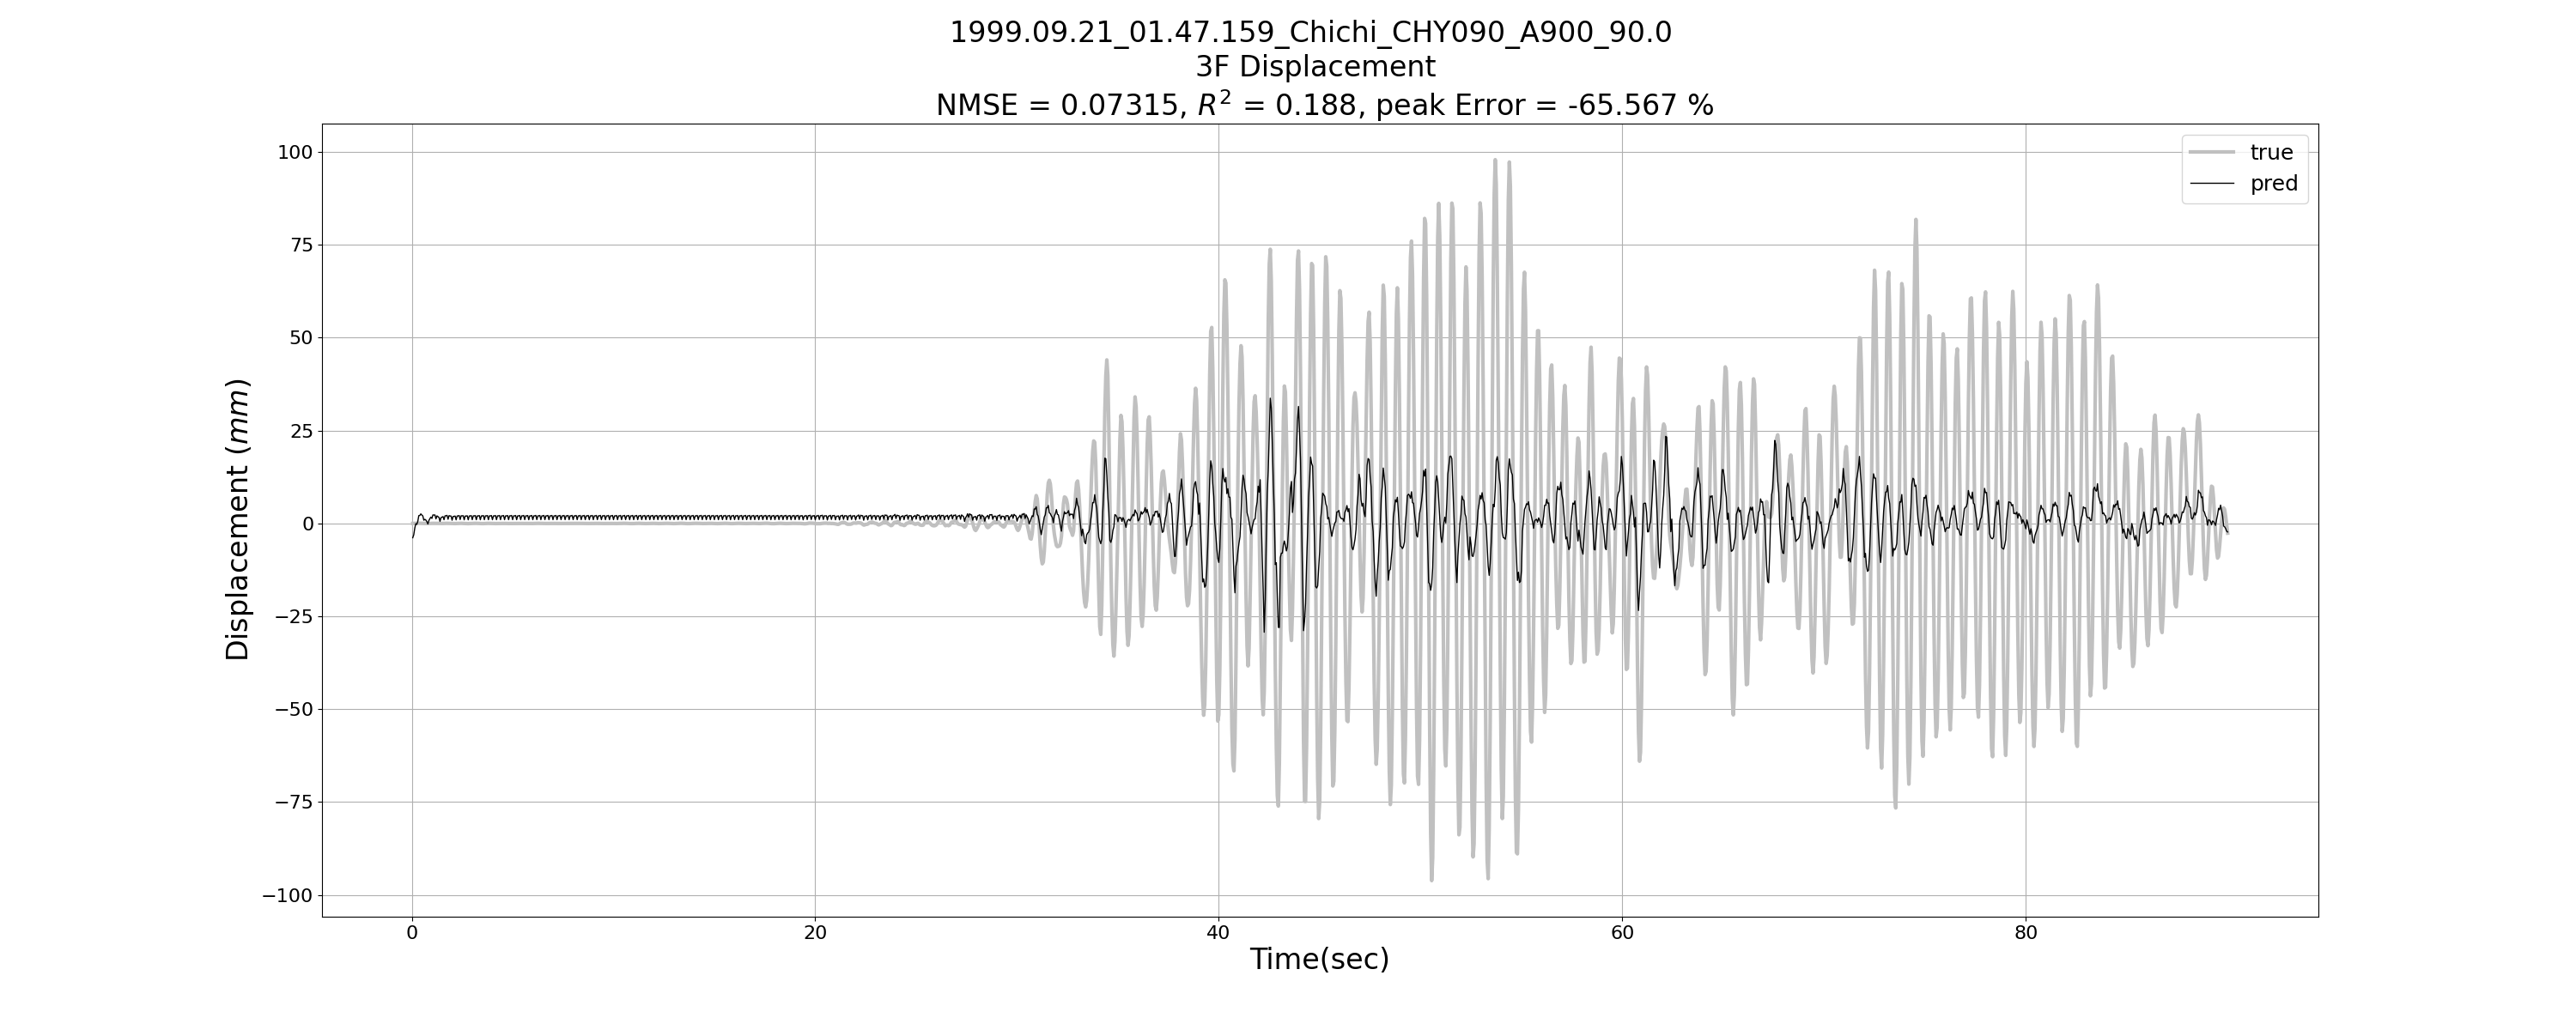 1999.09.21_01.47.159_Chichi_CHY090_A900_90.0
3F Displacement
NMSE = 0.07315, R² = 0.188, peak Error = -65.567 %
true
pred
100
75
50
25
0
−25
−50
−75
−100
Displacement (mm)
0
20
40
60
80
Time(sec)